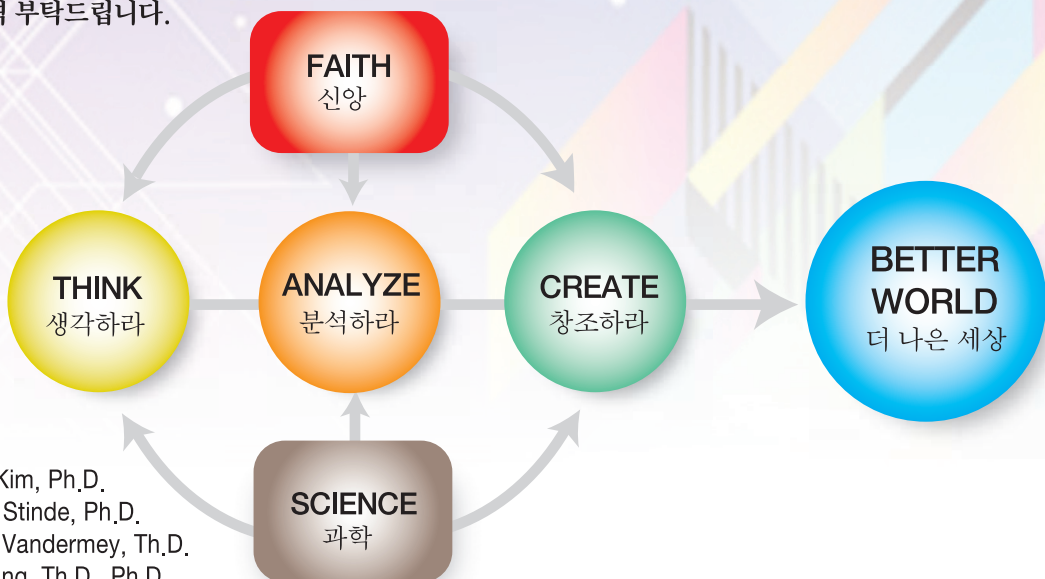 부탁드립니다.
FAITH
신앙
THINK
생각하라
ANALYZE
분석하라
CREATE
창조하라
BETTER
WORLD
더 나은 세상
SCIENCE
과학
Kim, Ph.D.
Stinde, Ph.D.
Vandermey, Th.D.
Th.D., Ph.D.